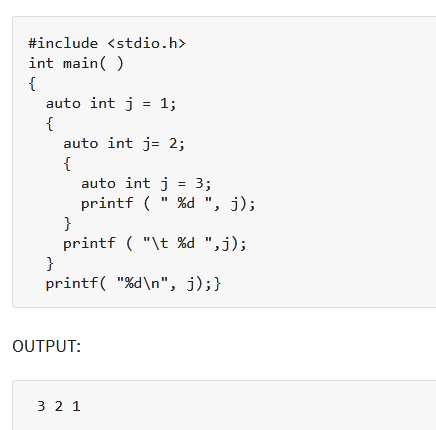 #include <stdio.h>
int main( )
{
  auto int j = 1;
  {
    auto int j= 2;
    {
      auto int j = 3;
      printf ( " %d ", j);
    }
    printf ( "\t %d ",j);
  }
  printf( "%d\n", j);}
OUTPUT:
3 2 1